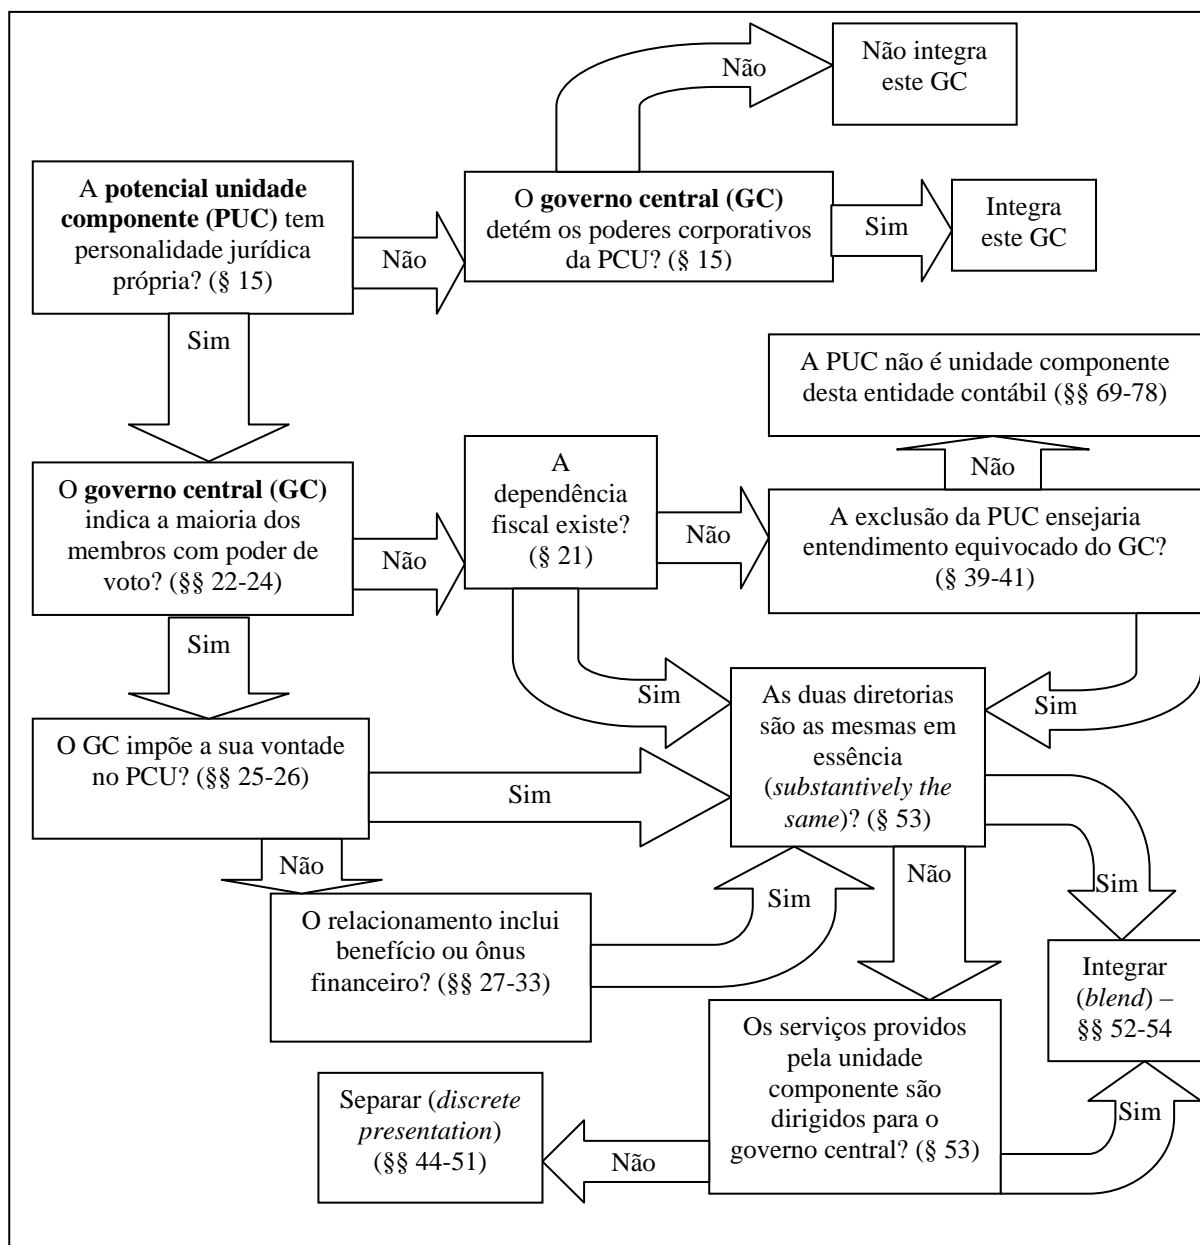 Não
Não integra
este GC
A potencial unidade
componente (PUC) tem
personalidade jurídica
própria? (§ 15)
Não
O governo central (GC)
detém os poderes corporativos
da PCU? (§ 15)
Sim
Integra
este GC
Sim
A PUC não é unidade componente
desta entidade contábil (§§ 69-78)
Não
O governo central (GC)
indica a maioria dos
membros com poder de
voto? (§§ 22-24)
Não
A
dependência
fiscal existe?
(§ 21)
Não
A exclusão da PUC ensejaria
entendimento equivocado do GC?
(§ 39-41)
Sim
Sim
Sim
O GC impõe a sua vontade
no PCU? (§§ 25-26)
Sim
As duas diretorias
são as mesmas em
essência
(substantively the
same)? (§ 53)
Não
Sim
Não
Sim
O relacionamento inclui
benefício ou ônus
financeiro? (§§ 27-33)
Integrar
(blend) –
§§ 52-54
Os serviços providos
pela unidade
componente são
dirigidos para o
governo central? (§ 53)
Sim
Não
Separar (discrete
presentation)
(§§ 44-51)